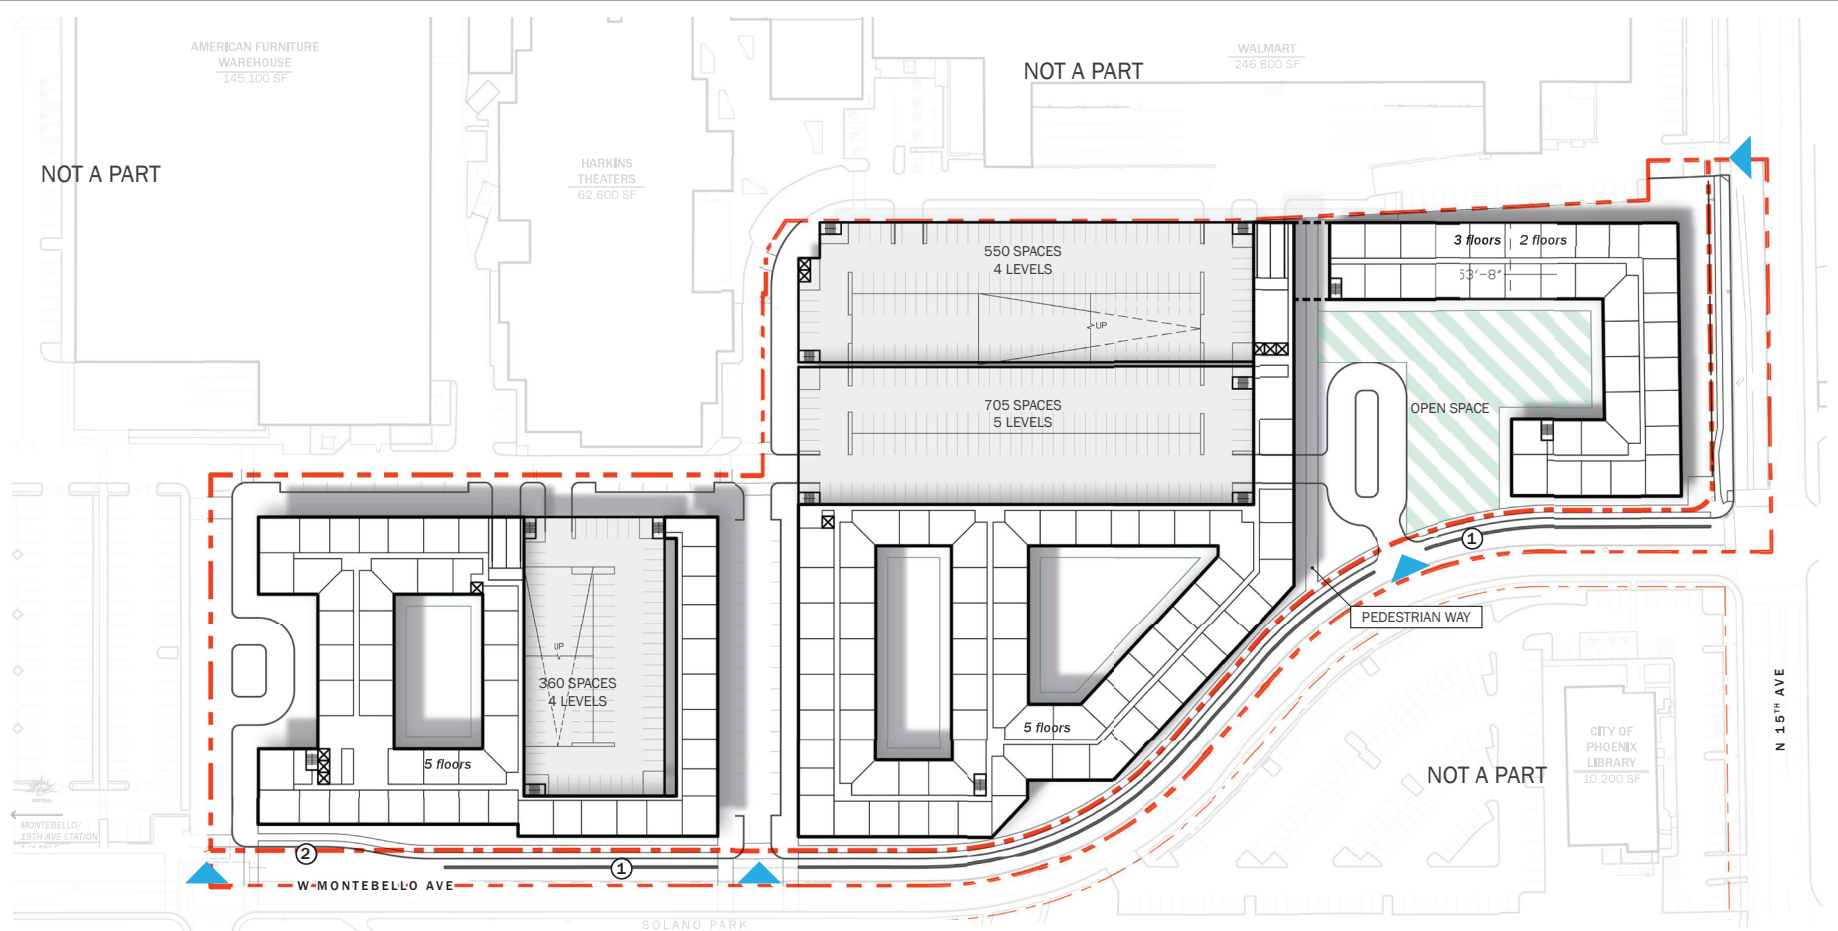 AMERICAN FURNITURE
WAREHOUSE
145,100 SF
NOT A PART
WALMART
246,800 SF
NOT A PART
HARKINS
THEATERS
62,600 SF
550 SPACES
4 LEVELS
3 floors
2 floors
53'-8"
UP
705 SPACES
5 LEVELS
OPEN SPACE
1
PEDESTRIAN WAY
UP
360 SPACES
4 LEVELS
5 floors
5 floors
N 15TH AVE
CITY OF
PHOENIX
LIBRARY
10,200 SF
NOT A PART
MONTEBELLO/
19TH AVE STATION
2
1
W MONTEBELLO AVE
SOLANO PARK